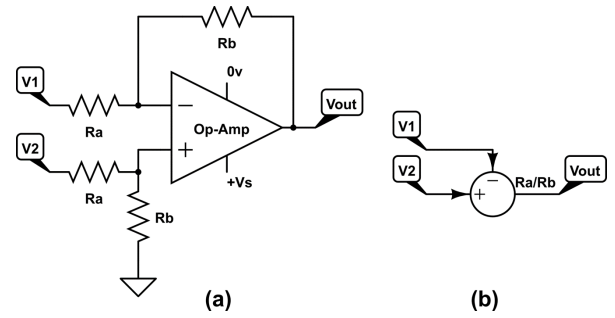 Rb
V1
0v
Vout
Ra
−
Op-Amp
V2
+
Ra
+Vs
Rb
(a)
V1
−
V2
+
Ra/Rb
Vout
(b)